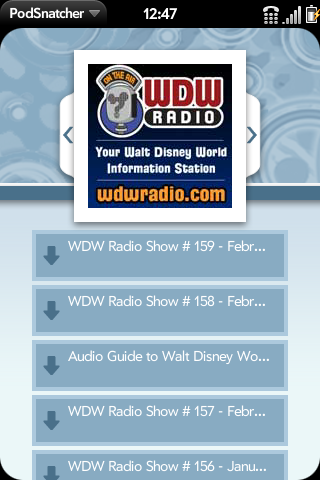 PodSnatcher
12:47
ON THE AIR
WDW
RADIO
Your Walt Disney World
Information Station
wdwradio.com
WDW Radio Show # 159 - Febr...
WDW Radio Show # 158 - Febr...
Audio Guide to Walt Disney Wo...
WDW Radio Show # 157 - Febr...
WDW Radio Show # 156 - Janu...